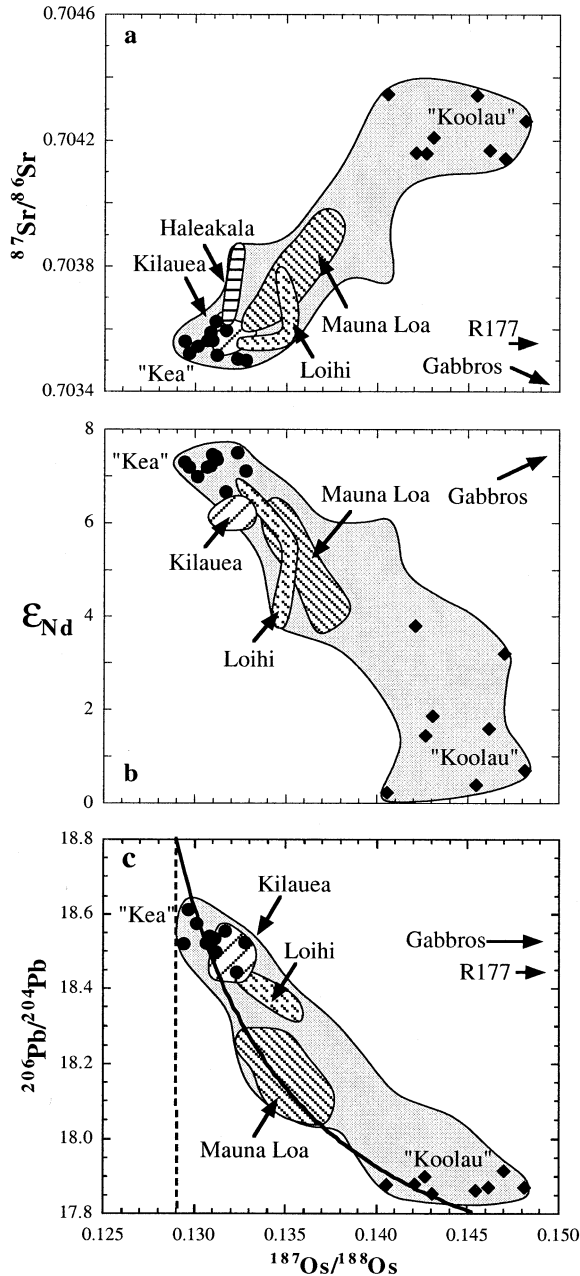 0.7046
a
"Koolau"
0.7042
⁸⁷Sr/⁸⁶Sr
Haleakala
Kilauea
0.7038
Mauna Loa
R177
Loihi
"Kea"
Gabbros
0.7034
8
"Kea"
Mauna Loa
Gabbros
6
Kilauea
εNd
4
Loihi
2
"Koolau"
b
0
18.8
c
Kilauea
"Kea"
18.6
Gabbros
Loihi
R177
18.4
²⁰⁶Pb/²⁰⁴Pb
18.2
Mauna Loa
18.0
"Koolau"
17.8
0.125 0.130 0.135 0.140 0.145 0.150
¹⁸⁷Os/¹⁸⁸Os